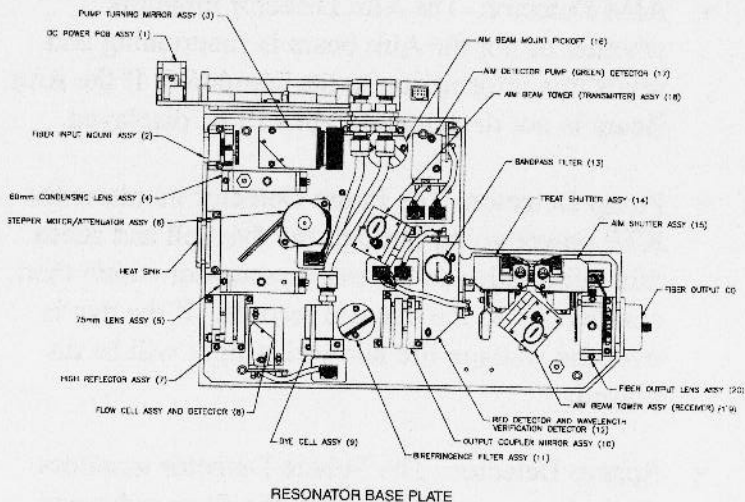 PUMP TURNING MIRROR ASSY (3)
DC POWER PCB ASSY (1)
FIBER INPUT MOUNT ASSY (2)
60mm CONDENSING LENS ASSY (4)
STEPPER MOTOR/ATTENUATOR ASSY (6)
HEAT SINK
75mm LENS ASSY (5)
HIGH REFLECTOR ASSY (7)
FLOW CELL ASSY AND DETECTOR (8)
DYE CELL ASSY (9)
BIREFRINGENCE FILTER ASSY (11)
OUTPUT COUPLER MIRROR ASSY (10)
RED DETECTOR AND WAVELENGTH
VERIFICATION DETECTOR (12)
AIM BEAM TOWER ASSY (RECEIVER) (19)
FIBER OUTPUT LENS ASSY (20)
FIBER OUTPUT CO
AIM SHUTTER ASSY (15)
TREAT SHUTTER ASSY (14)
BANDPASS FILTER (13)
AIM BEAM TOWER (TRANSMITTER) ASSY (18)
AIM DETECTOR PUMP (GREEN) DETECTOR (17)
AIM BEAM MOUNT PICKOFF (16)
RESONATOR BASE PLATE